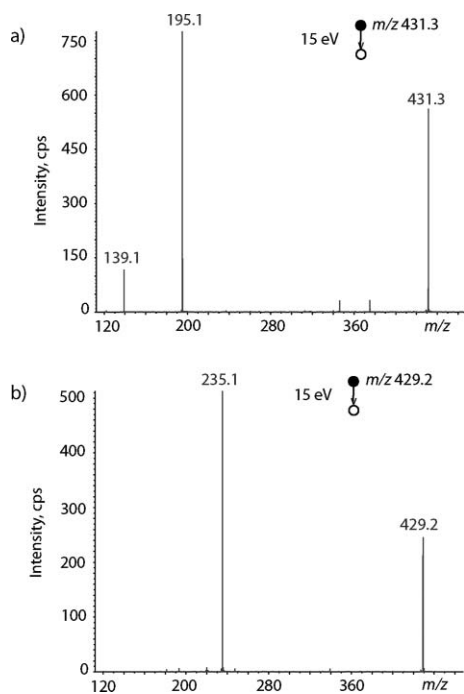 a)
750
600
450
300
150
0
Intensity, cps
195.1
139.1
431.3
15 eV
m/z 431.3
120
200
280
360
m/z
b)
500
400
300
200
100
0
Intensity, cps
235.1
429.2
15 eV
m/z 429.2
120
200
280
360
m/z